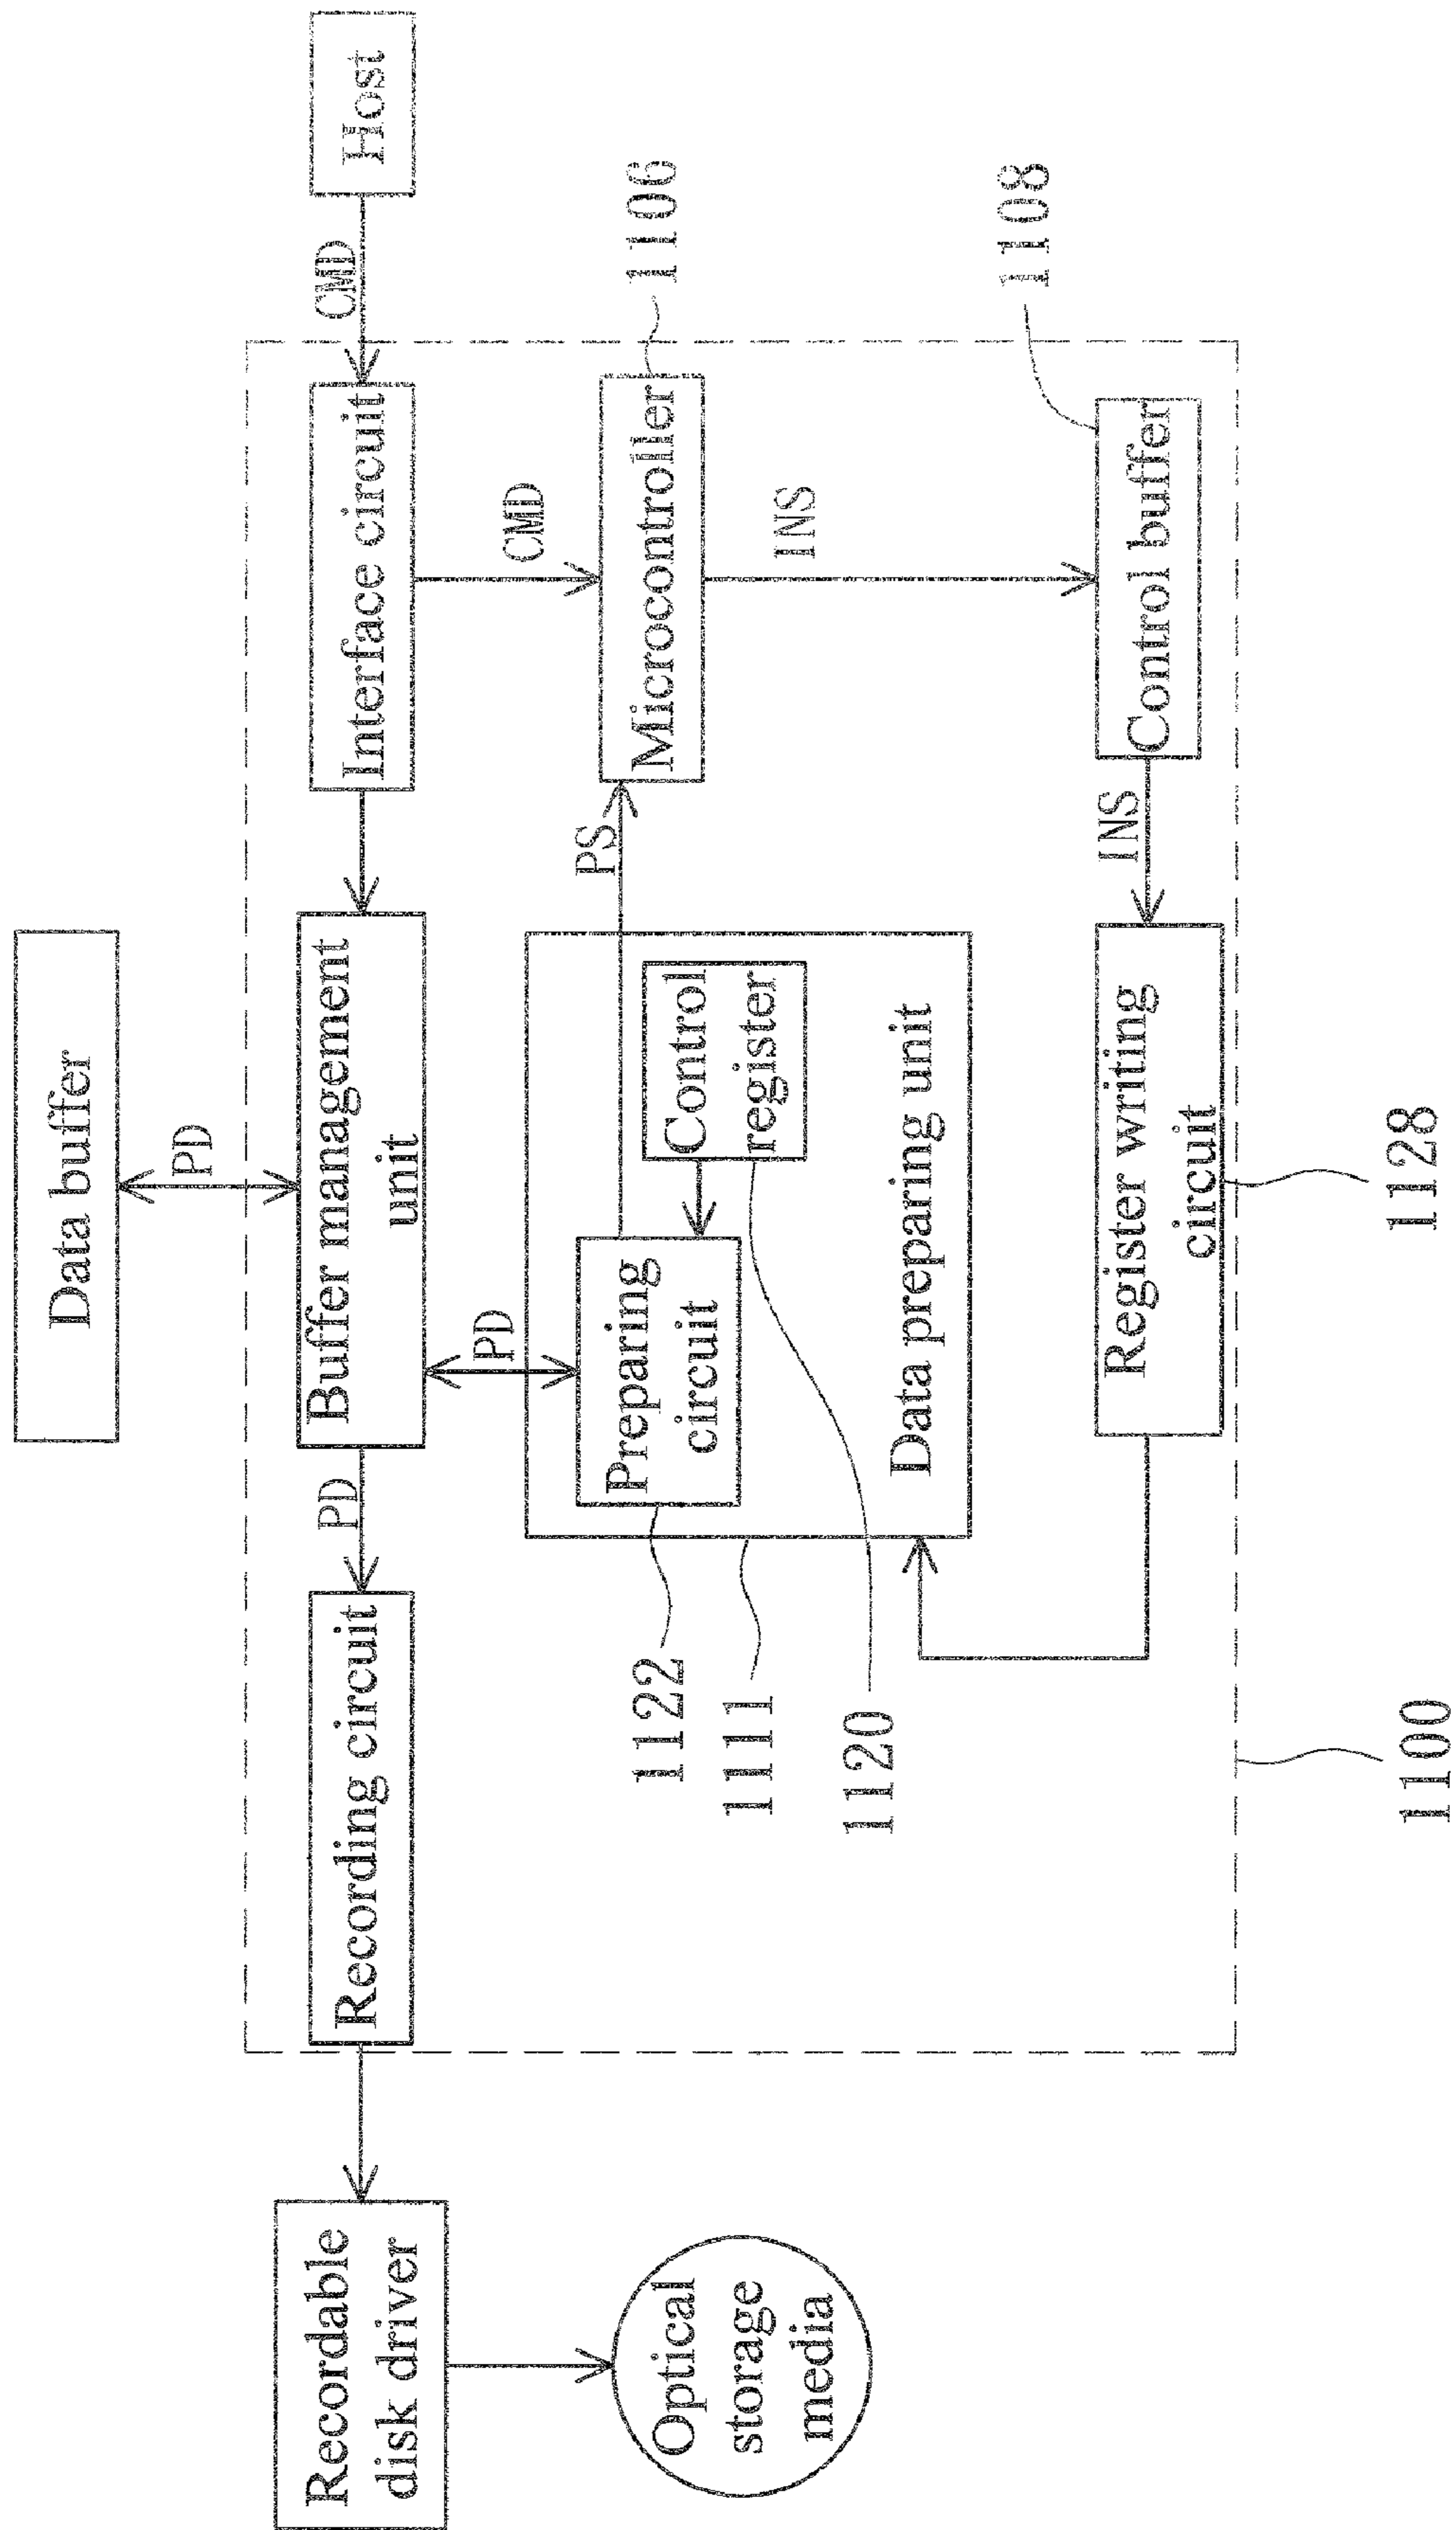 Host
CMD
Interface circuit
CMD
Microcontroller
1106
INS
1108
Control buffer
INS
Register writing
circuit
1128
Data buffer
PD
Buffer management
unit
PD
PS
Control
register
Preparing
circuit
Data preparing unit
1122
1111
1120
PD
Recording circuit
1100
Recordable
disk driver
Optical
storage
media